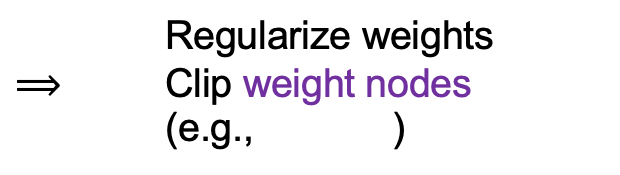 Regularize weights
⟹ Clip weight nodes
(e.g., )